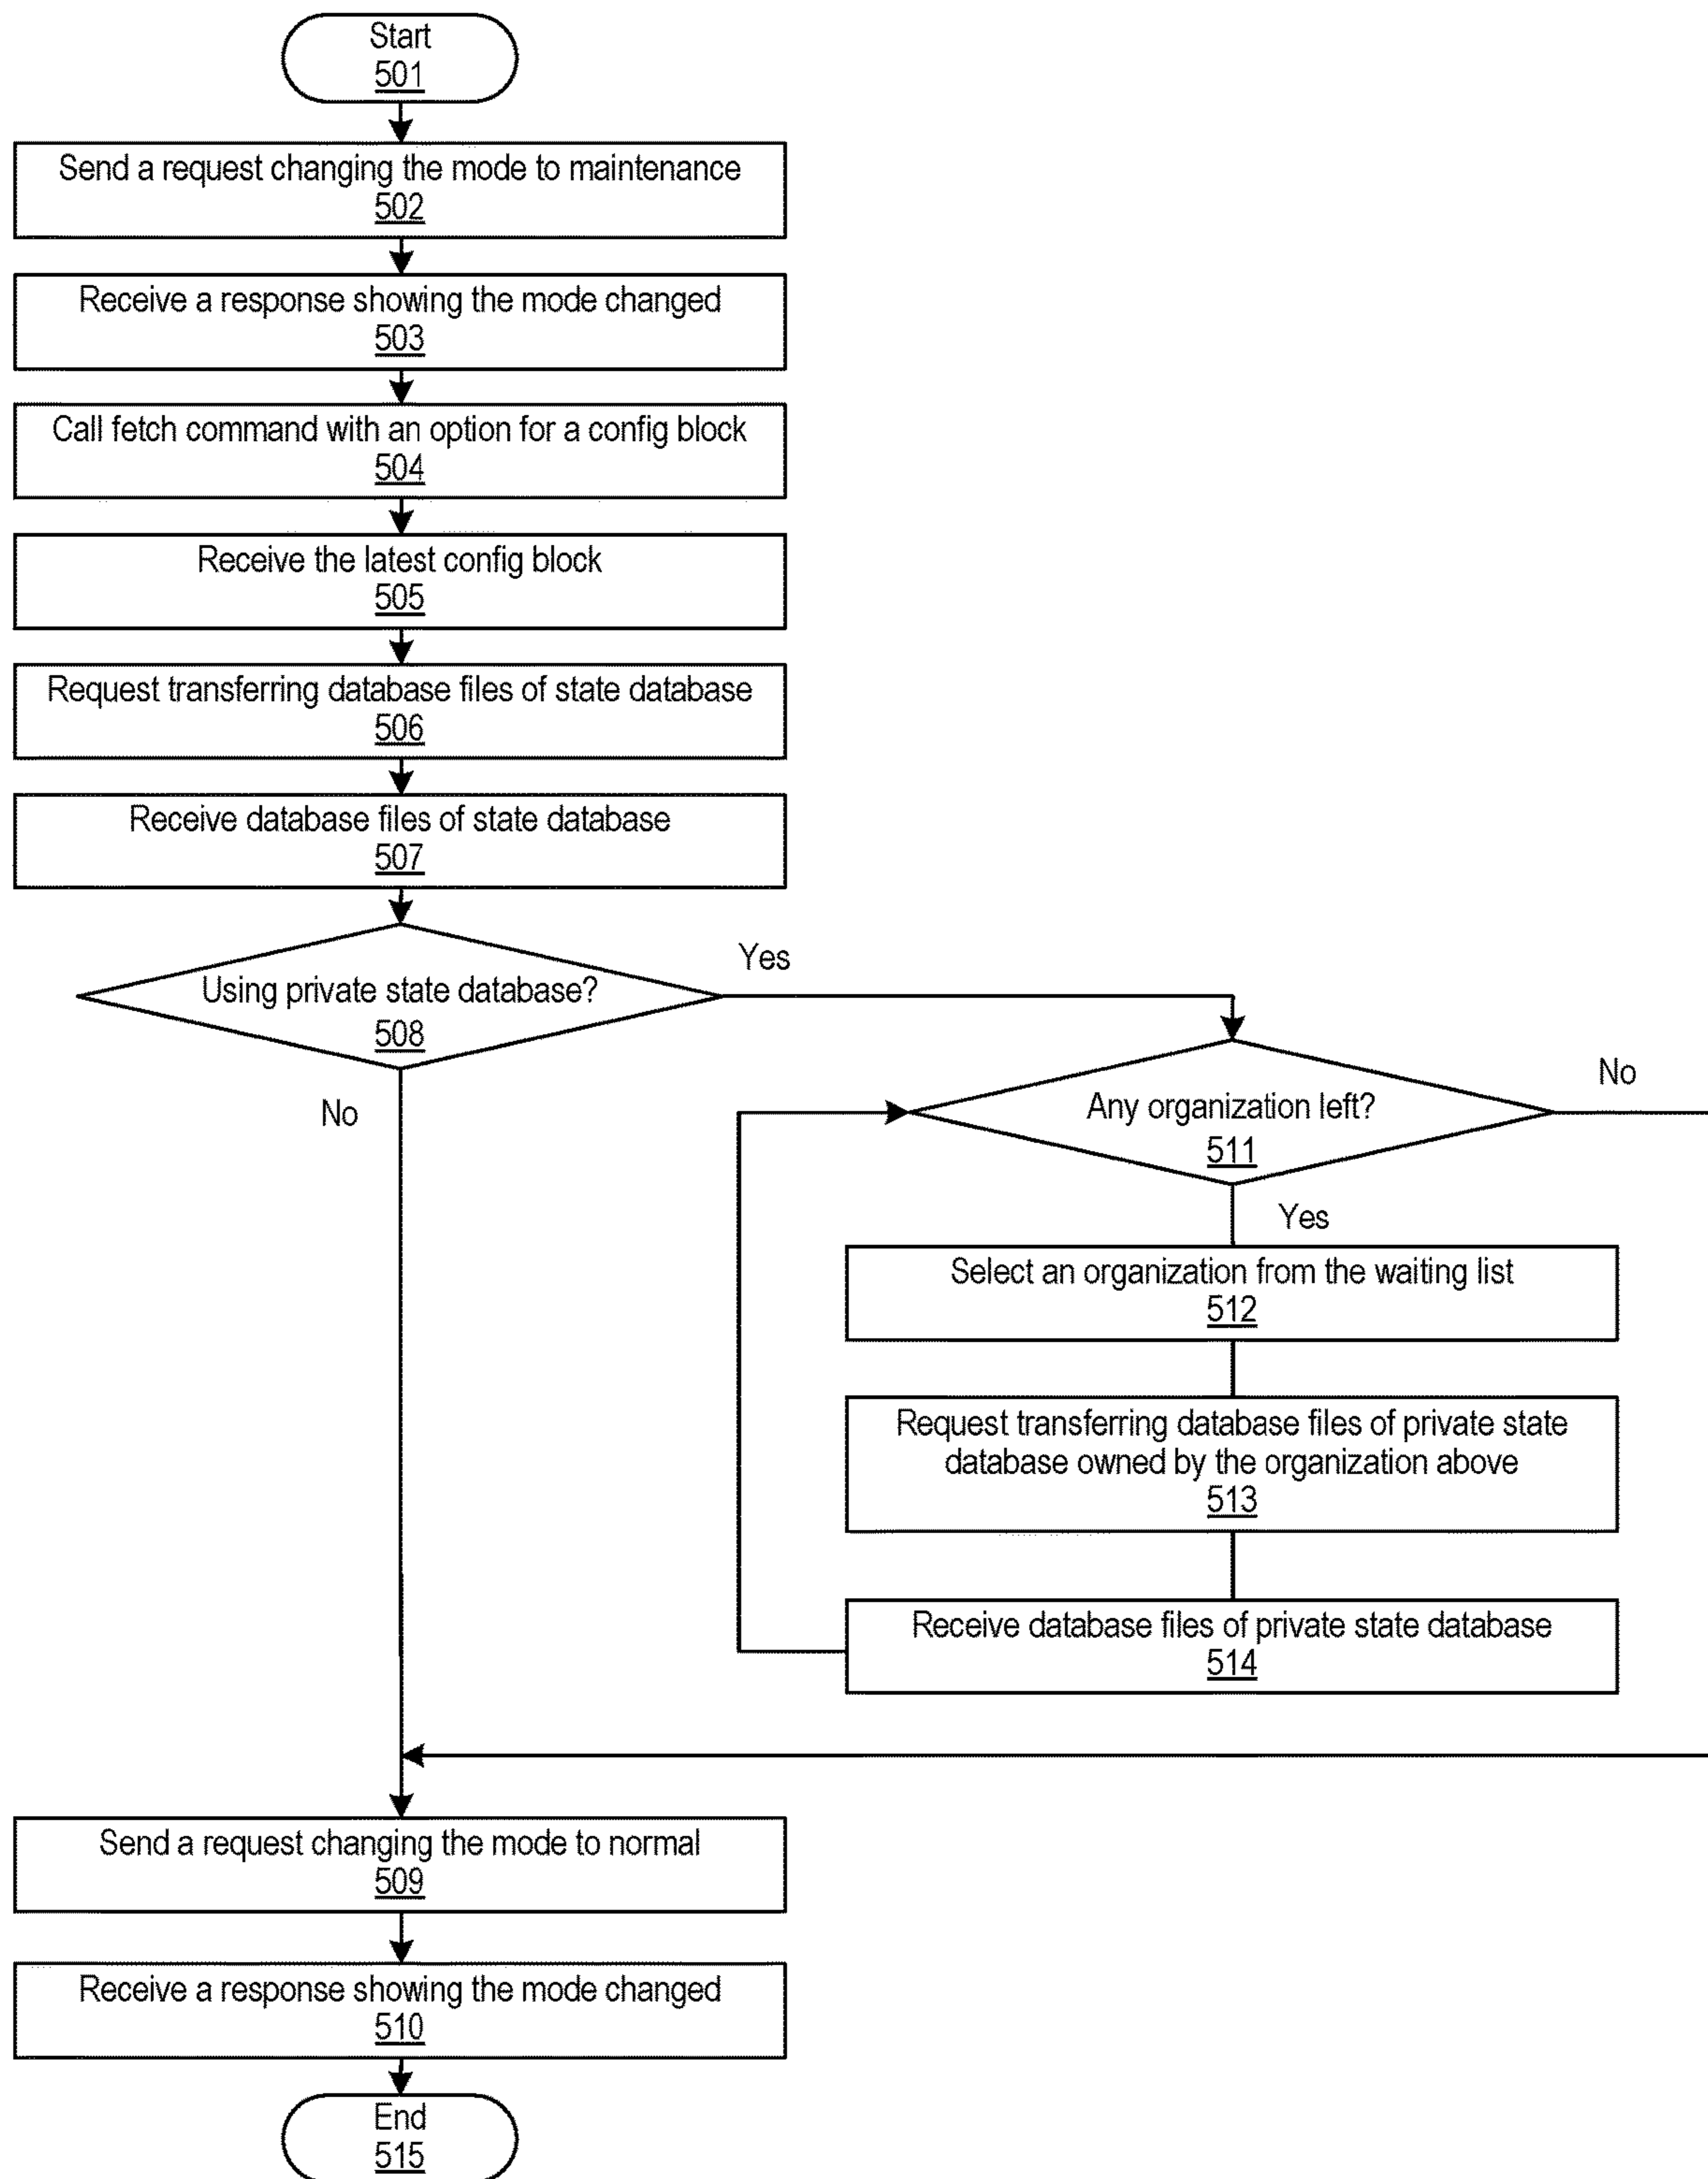 Start
501
Send a request changing the mode to maintenance
502
Receive a response showing the mode changed
503
Call fetch command with an option for a config block
504
Receive the latest config block
505
Request transferring database files of state database
506
Receive database files of state database
507
Using private state database?
508
Yes
No
Any organization left?
511
No
Yes
Select an organization from the waiting list
512
Request transferring database files of private state
database owned by the organization above
513
Receive database files of private state database
514
Send a request changing the mode to normal
509
Receive a response showing the mode changed
510
End
515